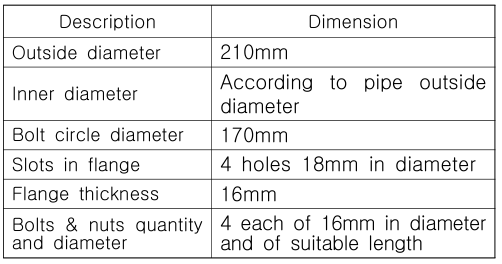 Description Dimension
Outside diameter 210mm
Inner diameter According to pipe outside
diameter
Bolt circle diameter 170mm
Slots in flange 4 holes 18mm in diameter
Flange thickness 16mm
Bolts & nuts quantity 4 each of 16mm in diameter
and diameter and of suitable length